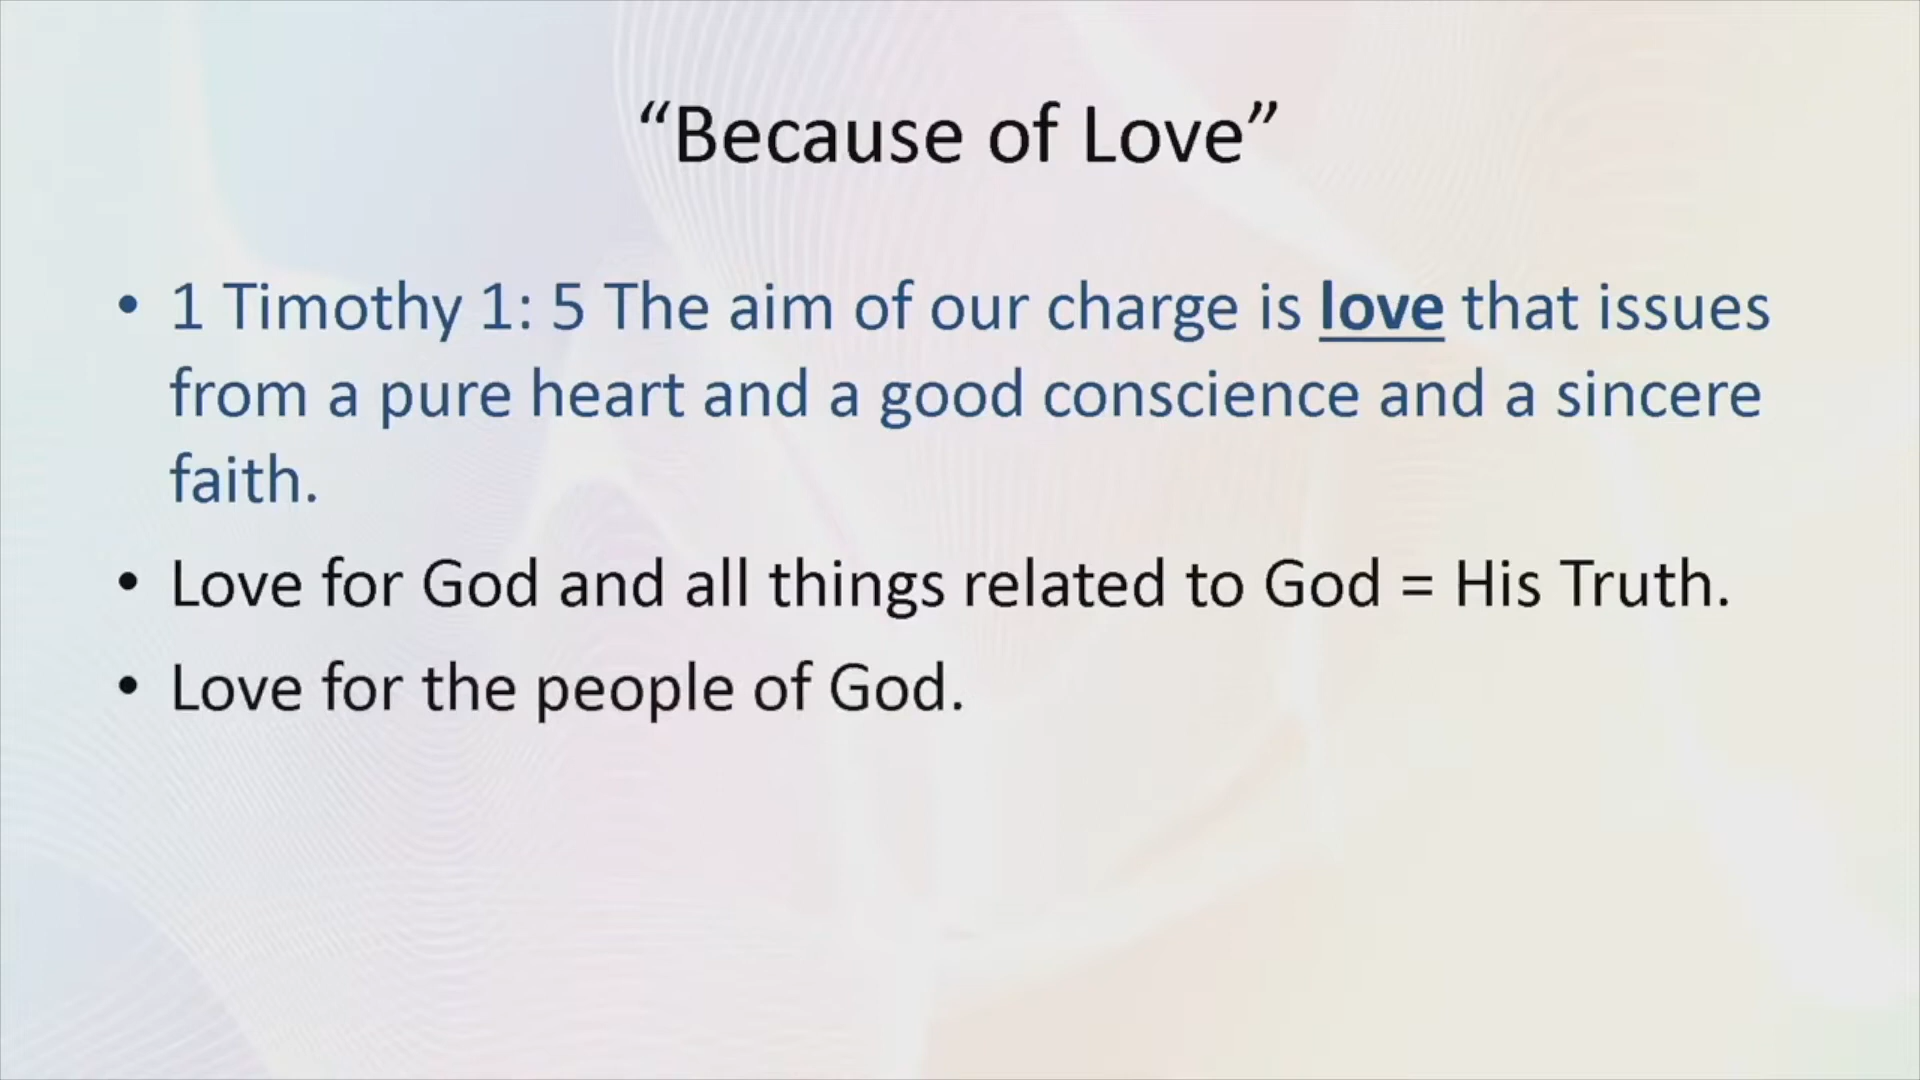 “Because of Love”
• 1 Timothy 1: 5 The aim of our charge is love that issues
from a pure heart and a good conscience and a sincere
faith.
• Love for God and all things related to God = His Truth.
• Love for the people of God.